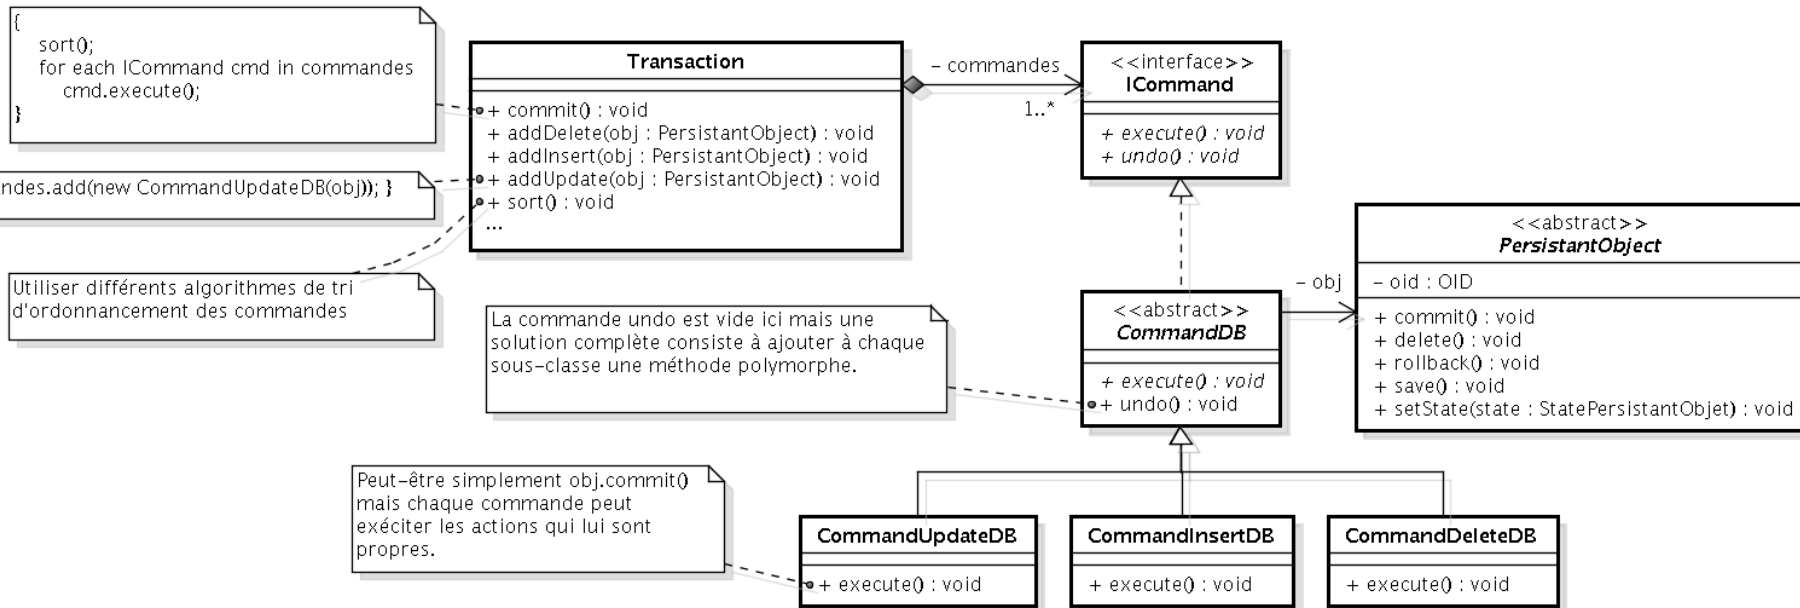 {
sort();
for each ICommand cmd in commandes
cmd.execute();
}
ndes.add(new CommandUpdateDB(obj)); }
Utiliser différents algorithmes de tri
d'ordonnancement des commandes
Transaction
+ commit() : void
+ addDelete(obj : PersistantObject) : void
+ addInsert(obj : PersistantObject) : void
+ addUpdate(obj : PersistantObject) : void
+ sort() : void
...
- commandes
1..*
<<interface>>
ICommand
+ execute() : void
+ undo() : void
<<abstract>>
PersistantObject
- oid : OID
+ commit() : void
+ delete() : void
+ rollback() : void
+ save() : void
+ setState(state : StatePersistantObjet) : void
- obj
<<abstract>>
CommandDB
+ execute() : void
+ undo() : void
La commande undo est vide ici mais une
solution complète consiste à ajouter à chaque
sous-classe une méthode polymorphe.
Peut-être simplement obj.commit()
mais chaque commande peut
exéciter les actions qui lui sont
propres.
CommandUpdateDB
+ execute() : void
CommandInsertDB
+ execute() : void
CommandDeleteDB
+ execute() : void